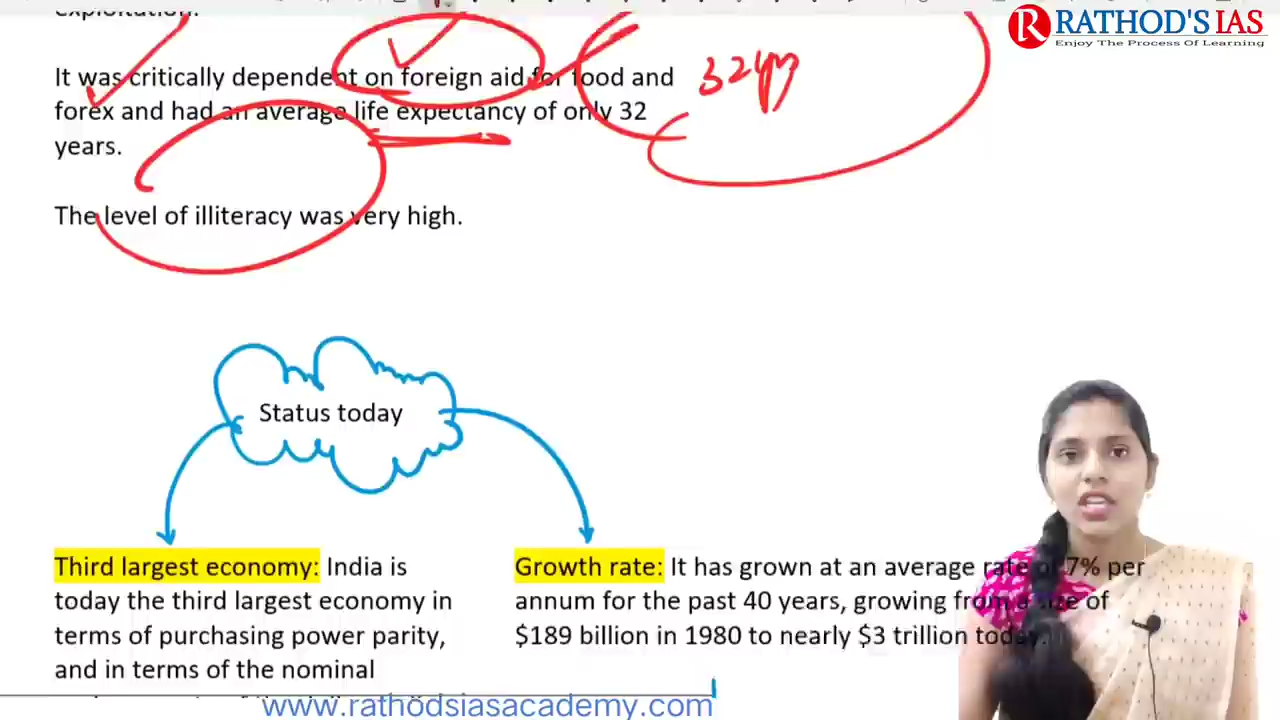 exploitation.
RATHOD'S IAS
Enjoy The Process Of Learning
It was critically dependent on foreign aid for food and
forex and had an average life expectancy of only 32
years.
32yrs
The level of illiteracy was very high.
Status today
Third largest economy: India is
today the third largest economy in
terms of purchasing power parity,
and in terms of the nominal
Growth rate: It has grown at an average rate of 7% per
annum for the past 40 years, growing from a size of
$189 billion in 1980 to nearly $3 trillion today.
www.rathodsiasacademy.com